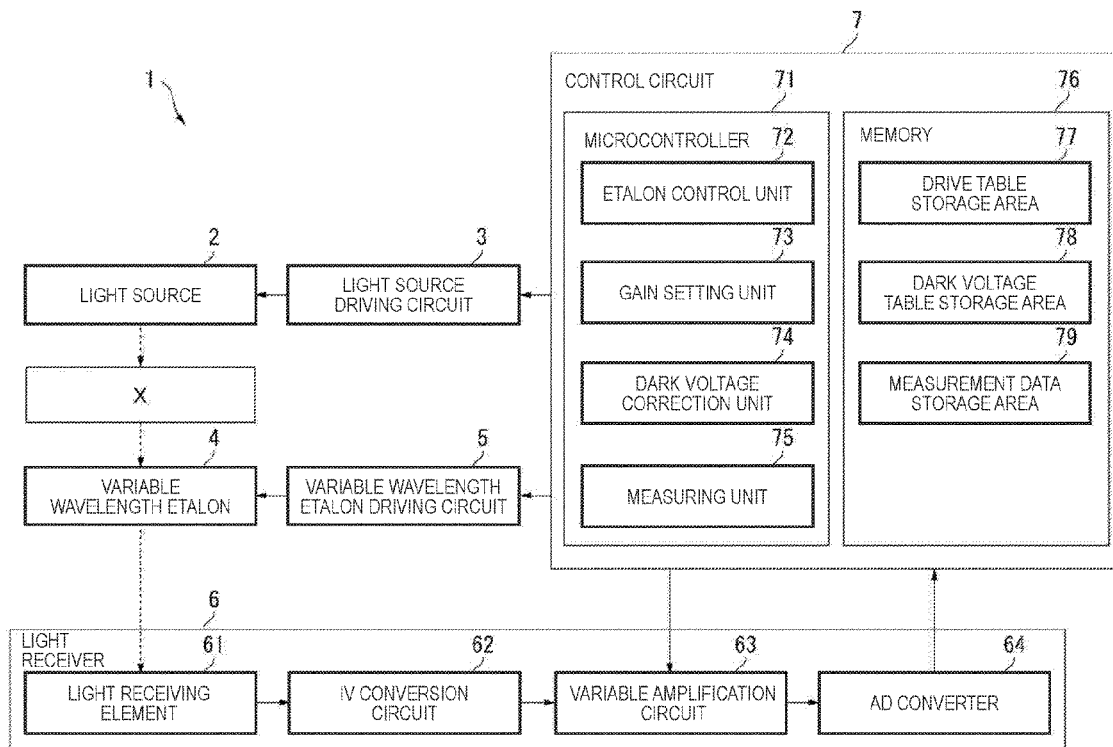 7
1
CONTROL CIRCUIT
71
76
MICROCONTROLLER
72
MEMORY
77
ETALON CONTROL UNIT
DRIVE TABLE
STORAGE AREA
2
3
73
78
LIGHT SOURCE
LIGHT SOURCE
DRIVING CIRCUIT
GAIN SETTING UNIT
DARK VOLTAGE
TABLE STORAGE AREA
74
79
X
DARK VOLTAGE
CORRECTION UNIT
MEASUREMENT DATA
STORAGE AREA
4
5
75
VARIABLE
WAVELENGTH ETALON
VARIABLE WAVELENGTH
ETALON DRIVING CIRCUIT
MEASURING UNIT
6
LIGHT
RECEIVER
61
62
63
64
LIGHT RECEIVING
ELEMENT
IV CONVERSION
CIRCUIT
VARIABLE AMPLIFICATION
CIRCUIT
AD CONVERTER